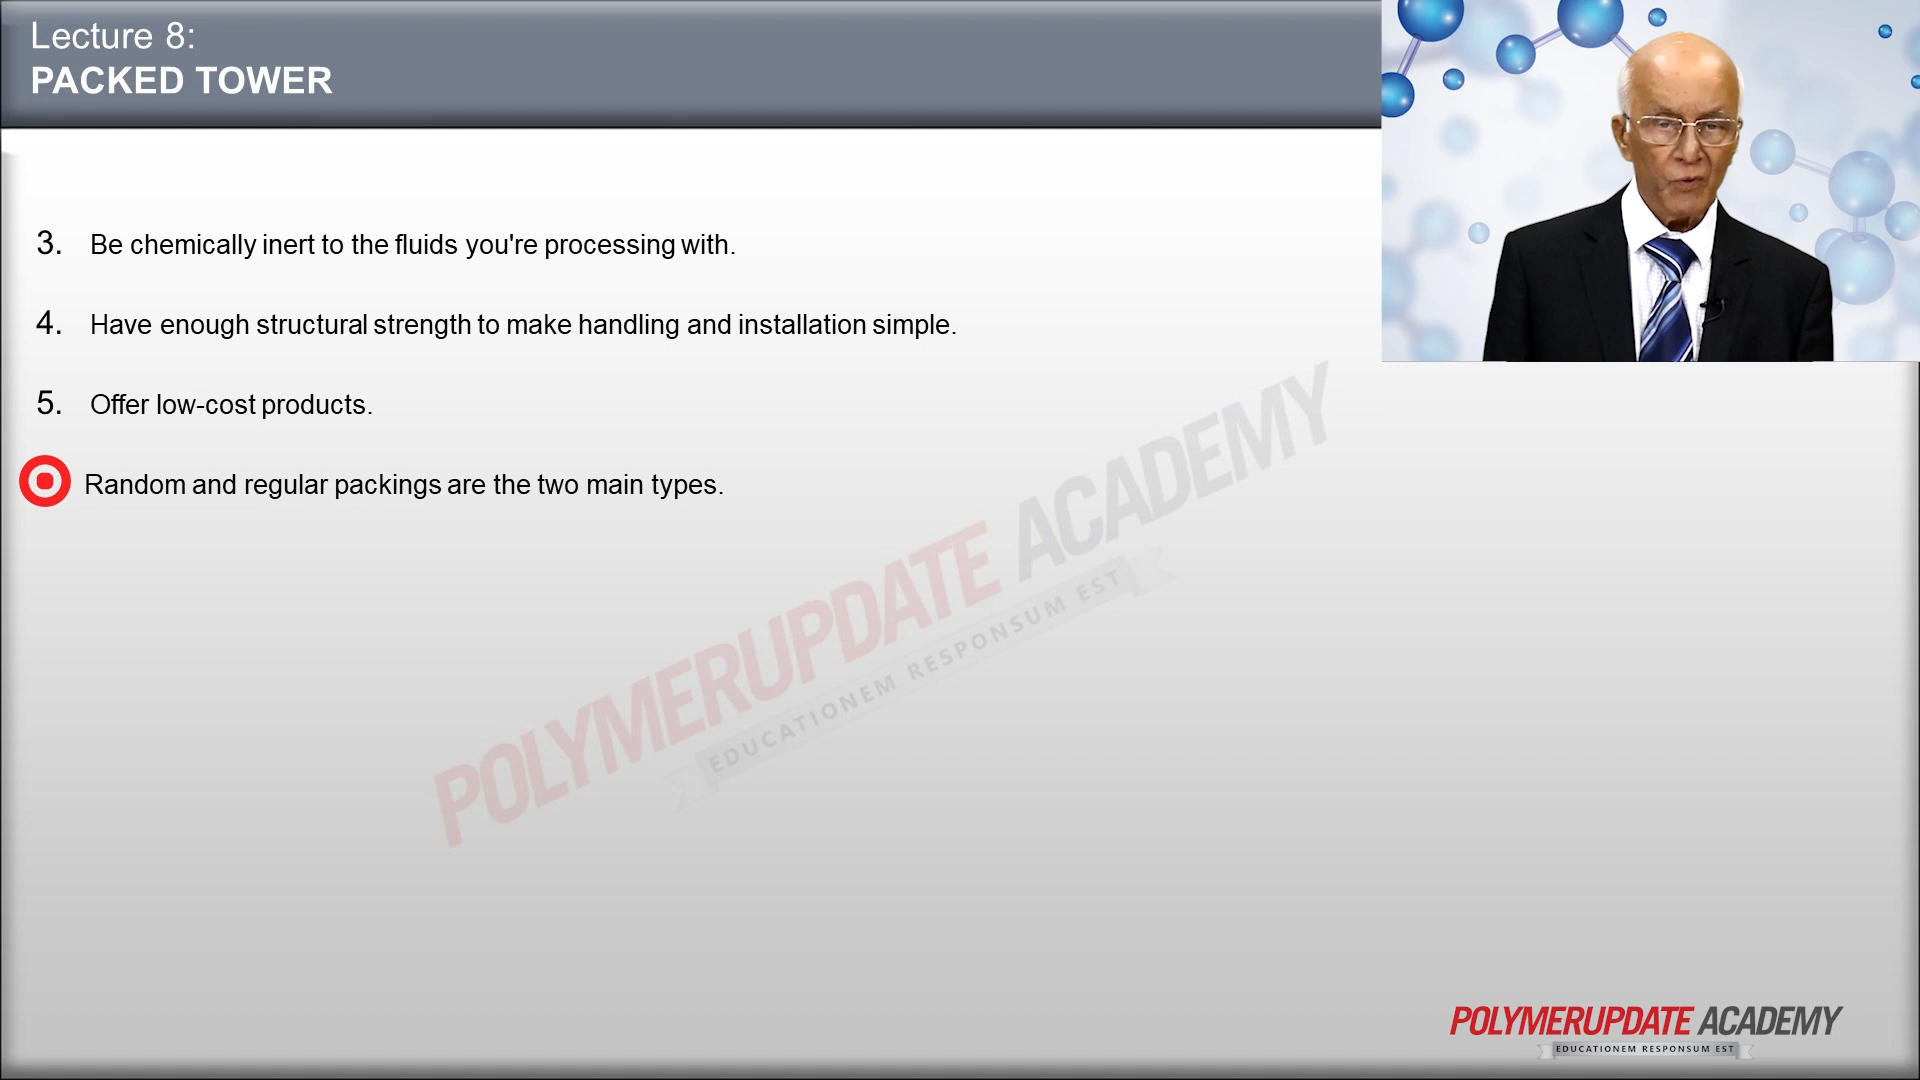 Lecture 8:
PACKED TOWER
3. Be chemically inert to the fluids you're processing with.
4. Have enough structural strength to make handling and installation simple.
5. Offer low-cost products.
Random and regular packings are the two main types.
POLYMERUPDATE ACADEMY
EDUCATIONEM RESPONSUM EST
POLYMERUPDATE ACADEMY
EDUCATIONEM RESPONSUM EST